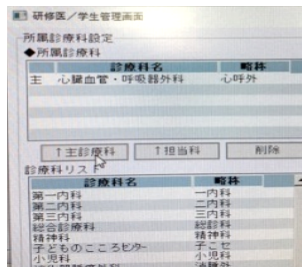 研修医／学生管理画面
所属診療科設定
◆所属診療科
診療科名 略称
主 心臓血管・呼吸器外科 心呼外
↑主診療科 ↑担当科 削除
診療科リスト
診療科名 略称
第一内科 一内科
第二内科 二内科
第三内科 三内科
総合診療科 総診科
精神科 精神科
子どものこころセンター 子こセ
小児科 小児科